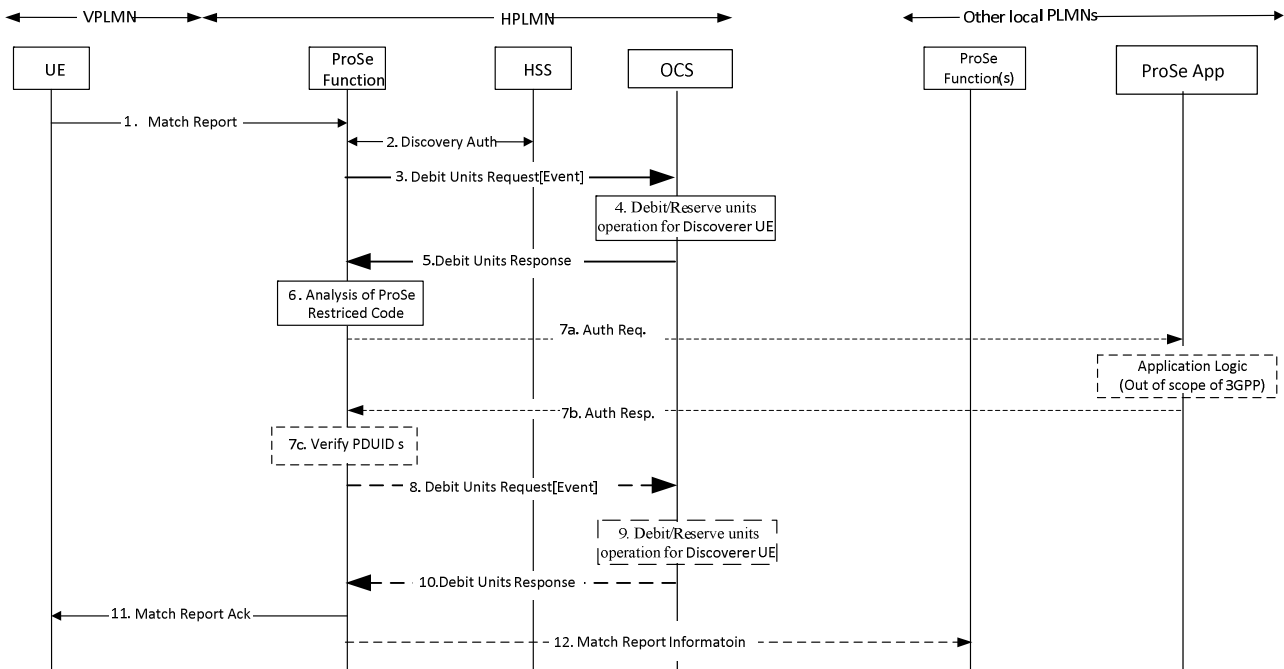 VPLMN
HPLMN
Other local PLMNs
UE
ProSe
Function
HSS
OCS
ProSe
Function(s)
ProSe App
1. Match Report
2. Discovery Auth
3. Debit Units Request[Event]
4. Debit/Reserve units
operation for Discoverer UE
5.Debit Units Response
6. Analysis of ProSe
Restriced Code
7a. Auth Req.
Application Logic
(Out of scope of 3GPP)
7b. Auth Resp.
7c. Verify PDUID s
8. Debit Units Request[Event]
9. Debit/Reserve units
operation for Discoverer UE
10.Debit Units Response
11. Match Report Ack
12. Match Report Informatoin